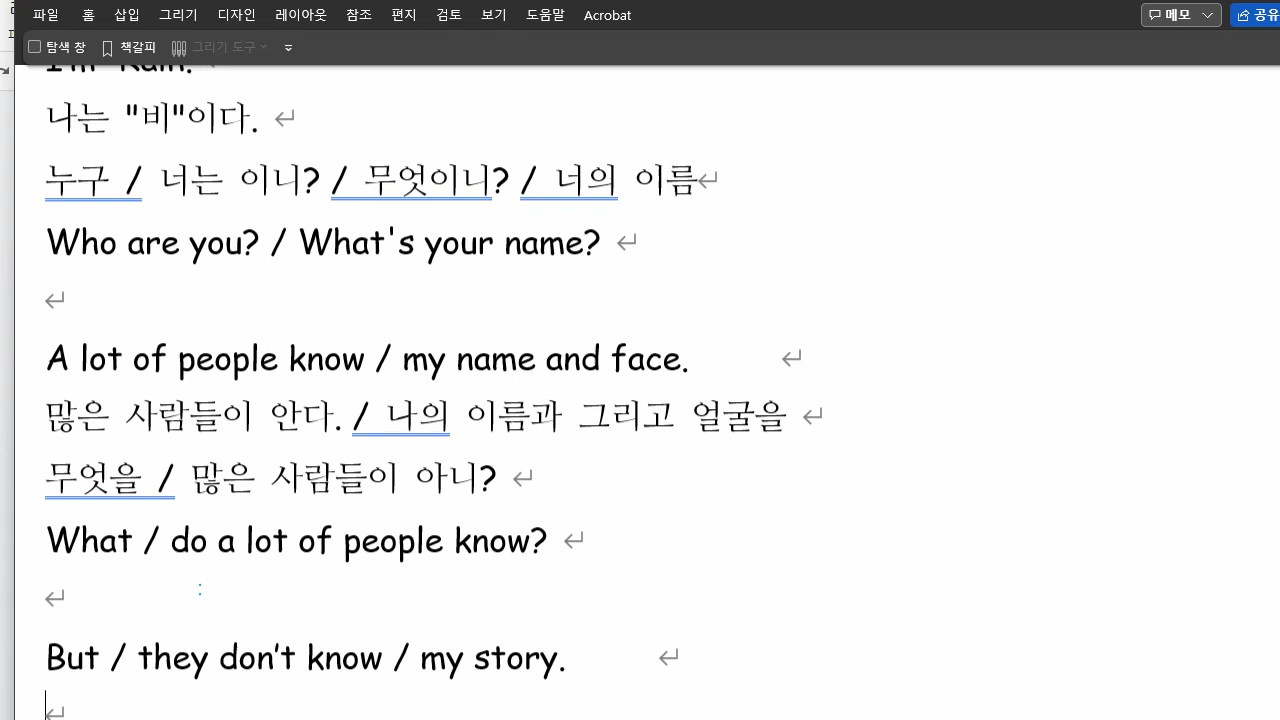 파일 홈 삽입 그리기 디자인 레이아웃 참조 편지 검토 보기 도움말 Acrobat 메모 공유
탐색 창 책갈피 그리기 도구
나는 "비"이다.
누구 / 너는 이니? / 무엇이니? / 너의 이름
Who are you? / What's your name?
A lot of people know / my name and face.
많은 사람들이 안다. / 나의 이름과 그리고 얼굴을
무엇을 / 많은 사람들이 아니?
What / do a lot of people know?
But / they don’t know / my story.